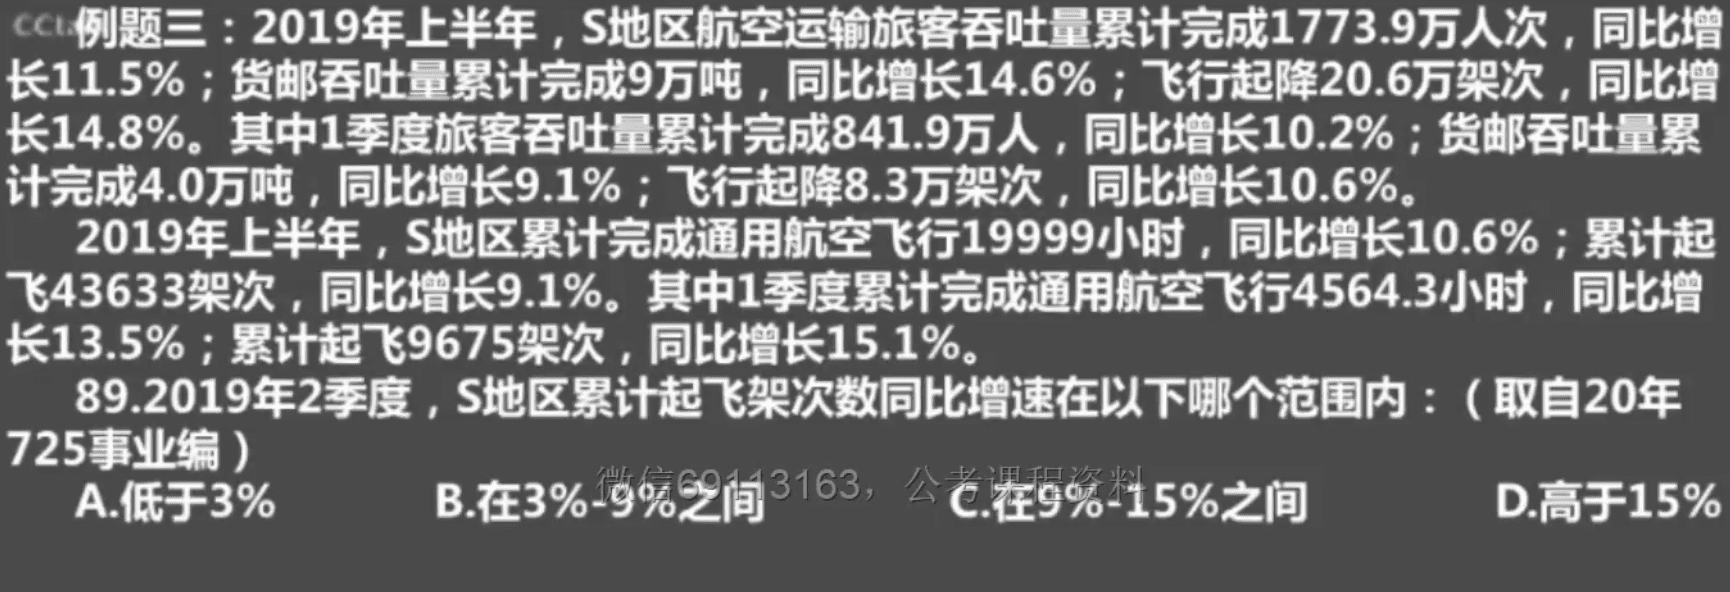 CCta
例题三：2019年上半年，S地区航空运输旅客吞吐量累计完成1773.9万人次，同比增
长11.5%；货邮吞吐量累计完成9万吨，同比增长14.6%；飞行起降20.6万架次，同比增
长14.8%。其中1季度旅客吞吐量累计完成841.9万人，同比增长10.2%；货邮吞吐量累
计完成4.0万吨，同比增长9.1%；飞行起降8.3万架次，同比增长10.6%。
2019年上半年，S地区累计完成通用航空飞行19999小时，同比增长10.6%；累计起
飞43633架次，同比增长9.1%。其中1季度累计完成通用航空飞行4564.3小时，同比增
长13.5%；累计起飞9675架次，同比增长15.1%。
89.2019年2季度，S地区累计起飞架次数同比增速在以下哪个范围内：（取自20年
725事业编）
微信69113163，公考课程资料
A.低于3% B.在3%-9%之间 C.在9%-15%之间 D.高于15%